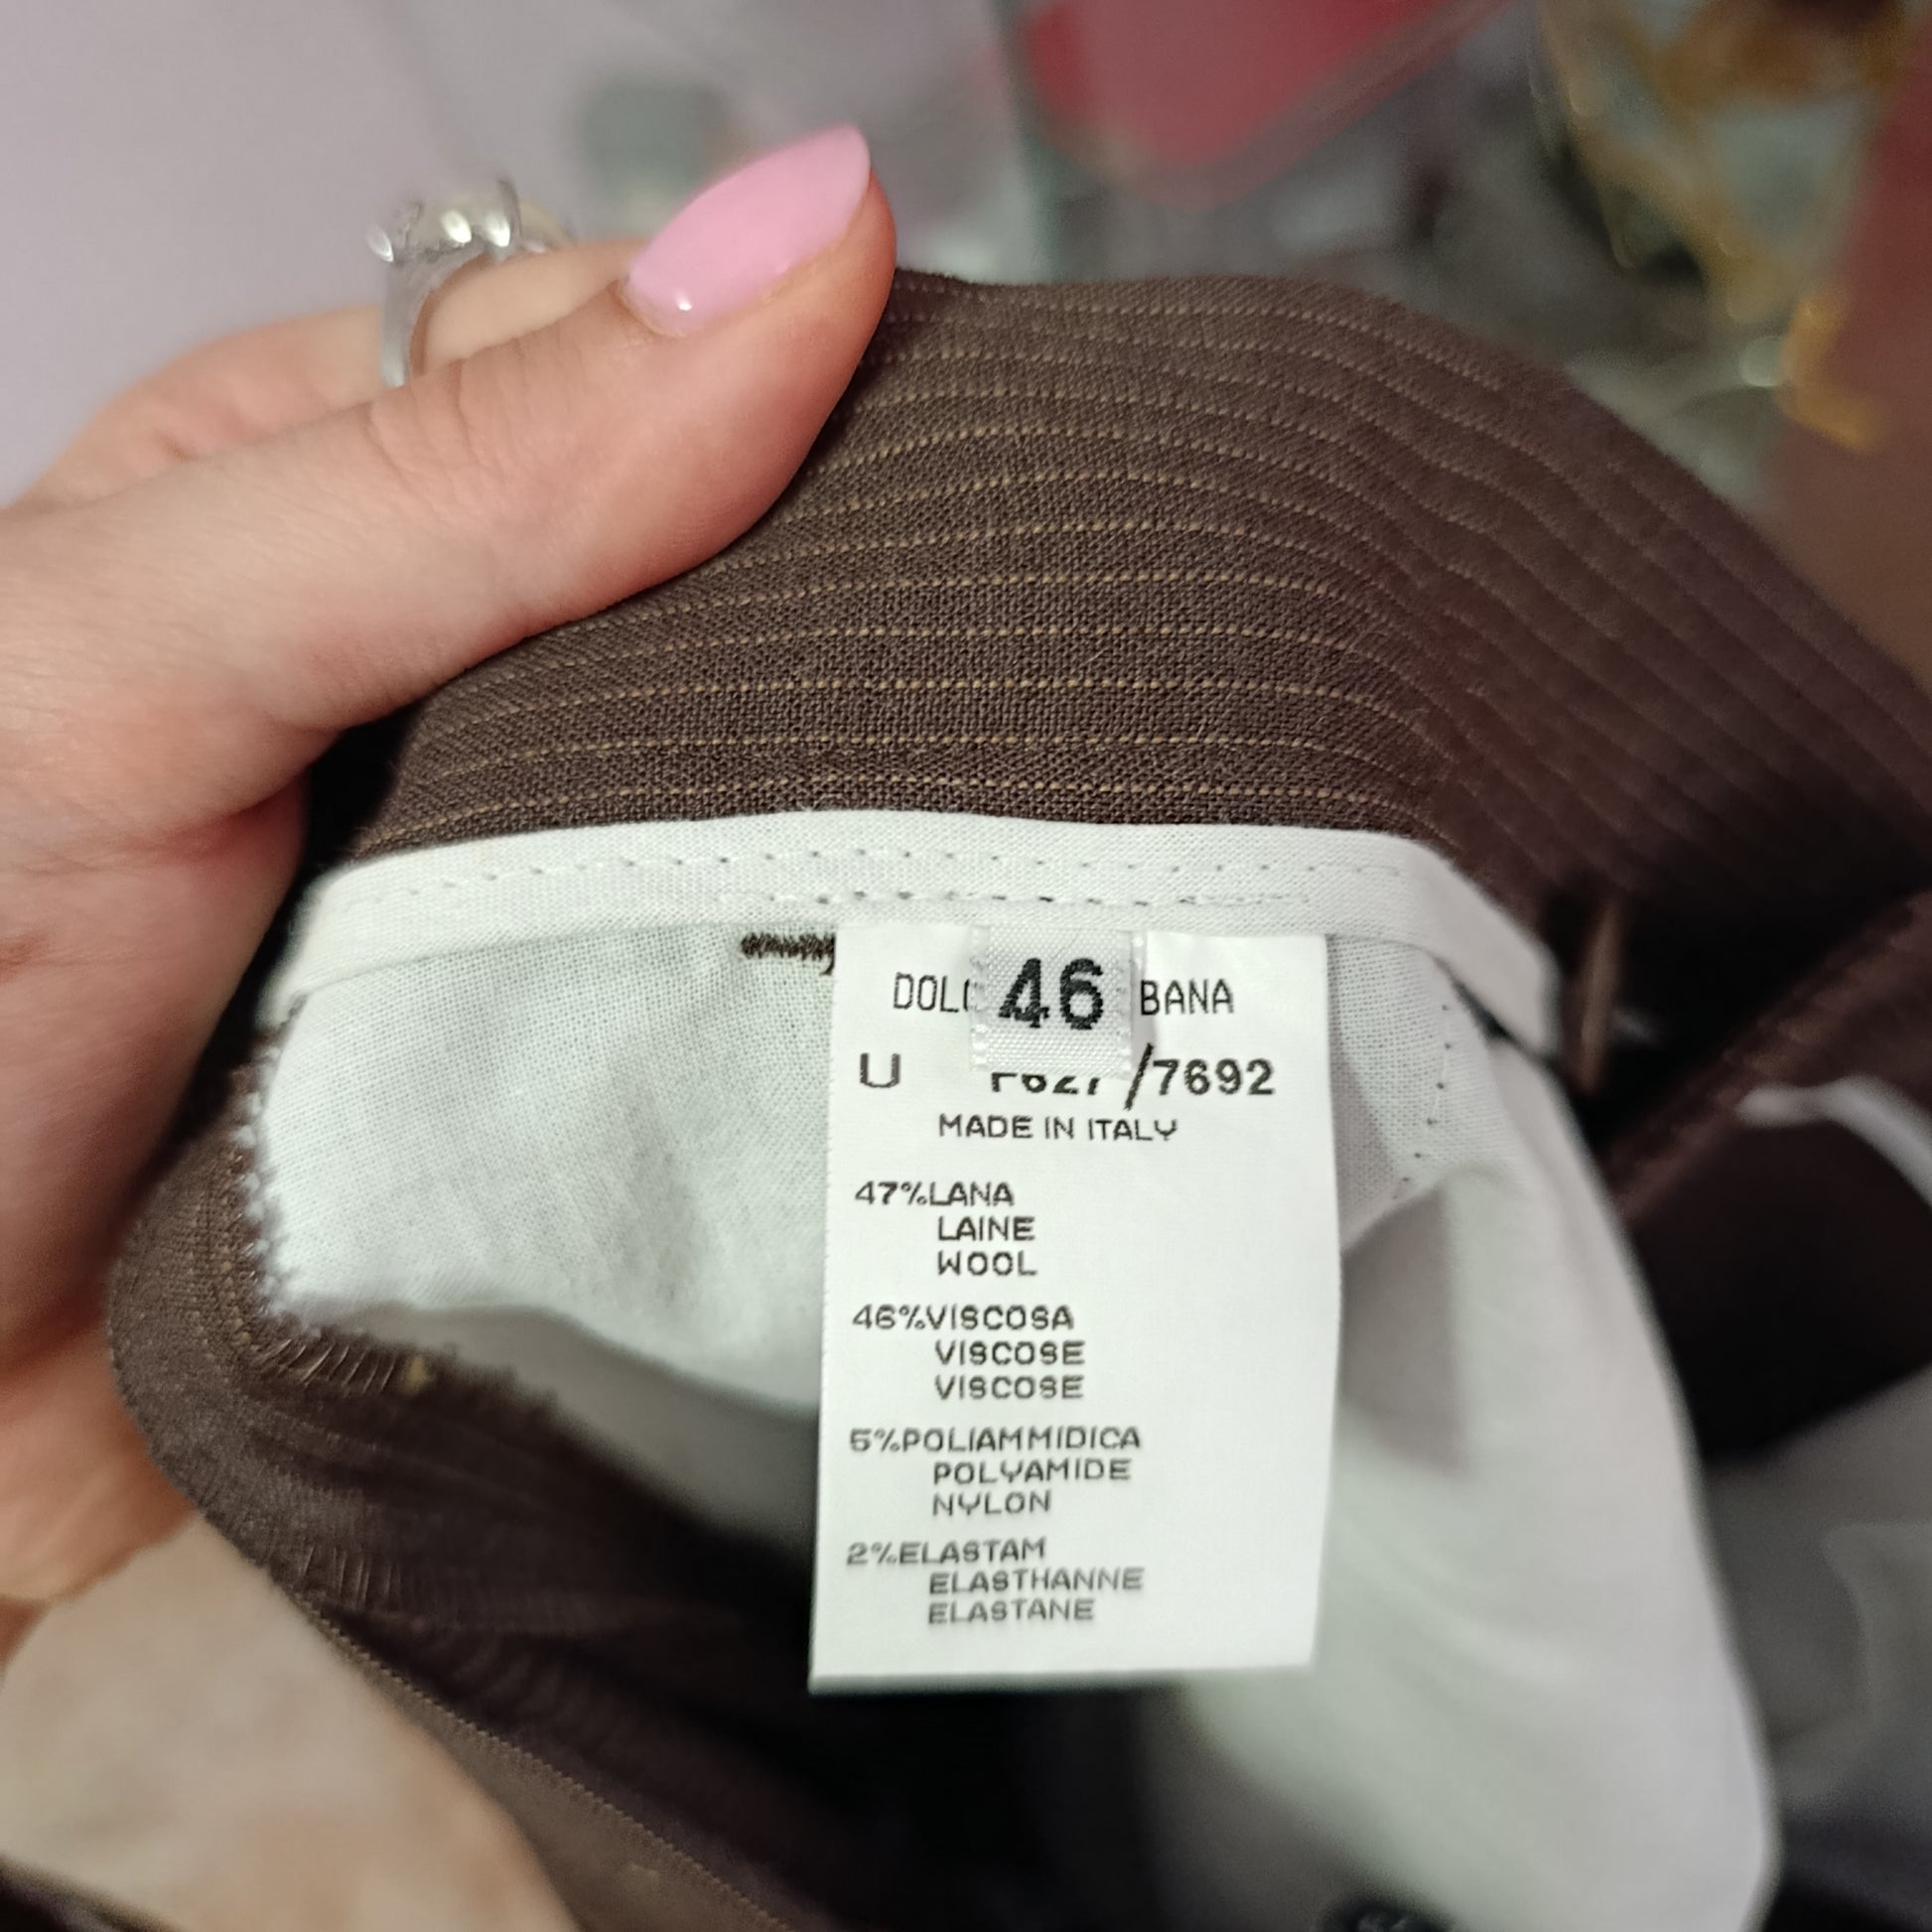 46
DOL BANA
U /7692
MADE IN ITALY
47%LANA
LAINE
WOOL
46%VISCOSA
VISCOSE
VISCOSE
5%POLIAMMIDICA
POLYAMIDE
NYLON
2%ELASTAM
ELASTHANNE
ELASTANE